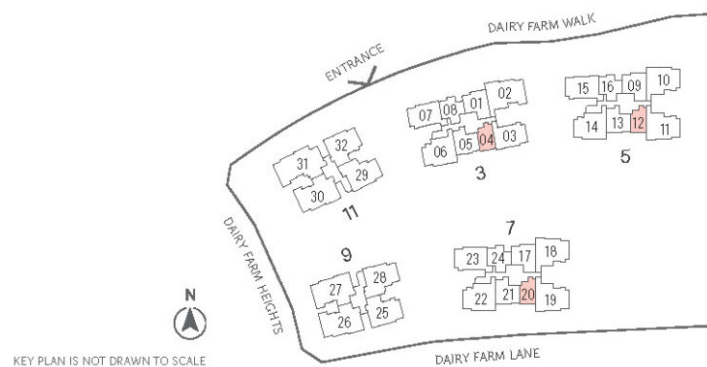 DAIRY FARM WALK
ENTRANCE
10
02
15 16 09
07 08 01
12
14 13 11
04
32
06 05 03
31
5
29
3
30
11
7
DAIRY FARM HEIGHTS
9
18
23 24 17
28
27
20
22 21 19
25
26
N
DAIRY FARM LANE
KEY PLAN IS NOT DRAWN TO SCALE